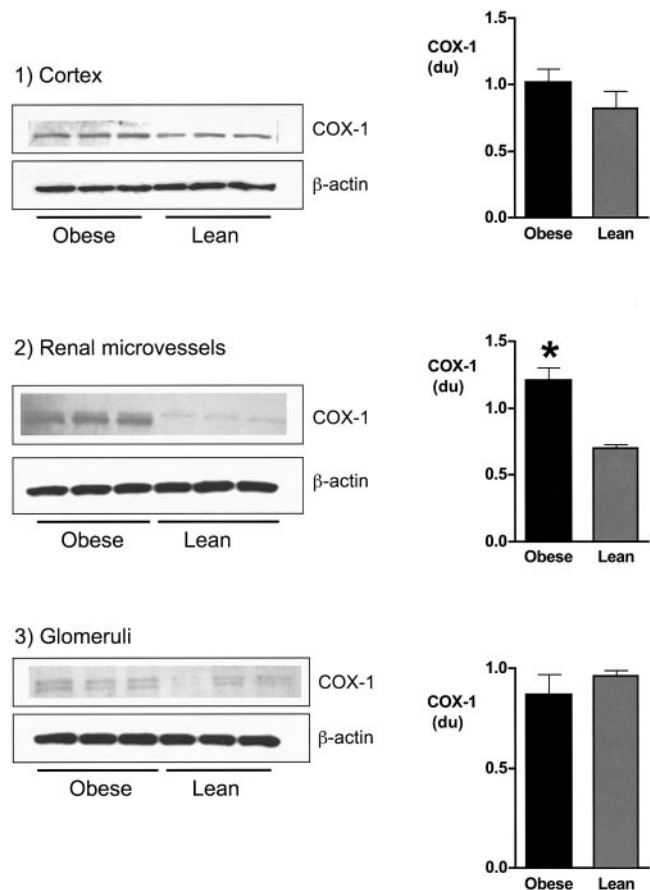 1) Cortex
COX-1
β-actin
Obese Lean
COX-1
(du)
1.5
1.0
0.5
0.0
Obese Lean
2) Renal microvessels
COX-1
β-actin
Obese Lean
COX-1
(du)
1.5
1.0
0.5
0.0
*
Obese Lean
3) Glomeruli
COX-1
β-actin
Obese Lean
COX-1
(du)
1.0
0.5
0.0
Obese Lean